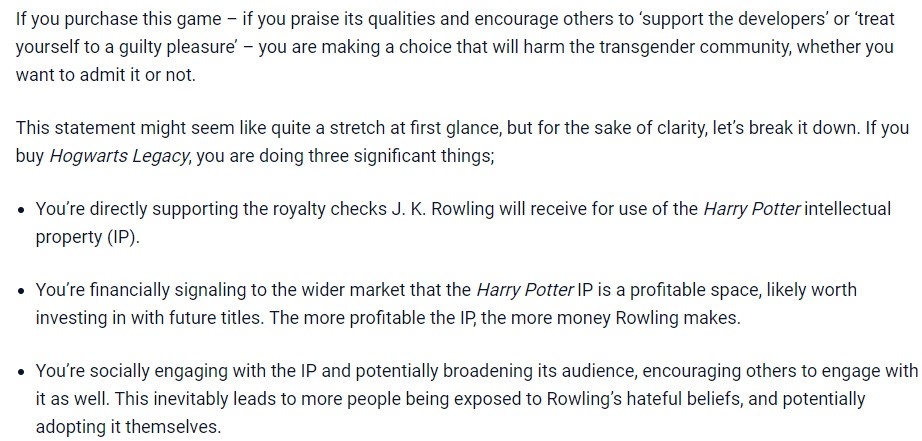 If you purchase this game – if you praise its qualities and encourage others to ‘support the developers’ or ‘treat
yourself to a guilty pleasure’ – you are making a choice that will harm the transgender community, whether you
want to admit it or not.
This statement might seem like quite a stretch at first glance, but for the sake of clarity, let’s break it down. If you
buy Hogwarts Legacy, you are doing three significant things;
• You’re directly supporting the royalty checks J. K. Rowling will receive for use of the Harry Potter intellectual
property (IP).
• You’re financially signaling to the wider market that the Harry Potter IP is a profitable space, likely worth
investing in with future titles. The more profitable the IP, the more money Rowling makes.
• You’re socially engaging with the IP and potentially broadening its audience, encouraging others to engage with
it as well. This inevitably leads to more people being exposed to Rowling’s hateful beliefs, and potentially
adopting it themselves.